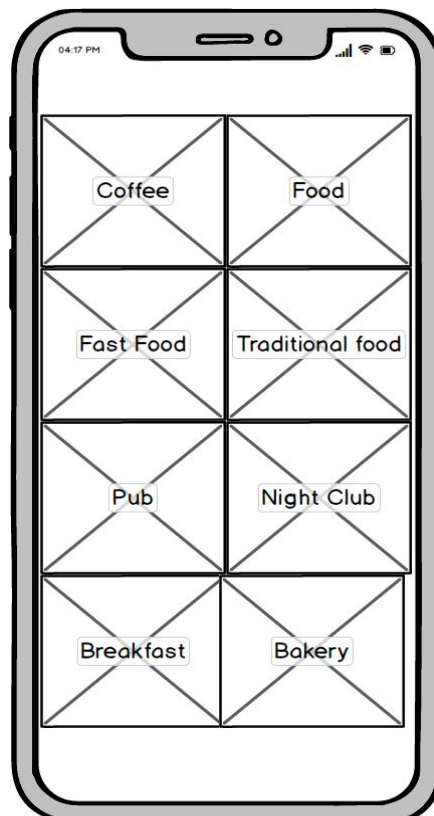 04:17 PM
Coffee
Food
Fast Food
Traditional food
Pub
Night Club
Breakfast
Bakery